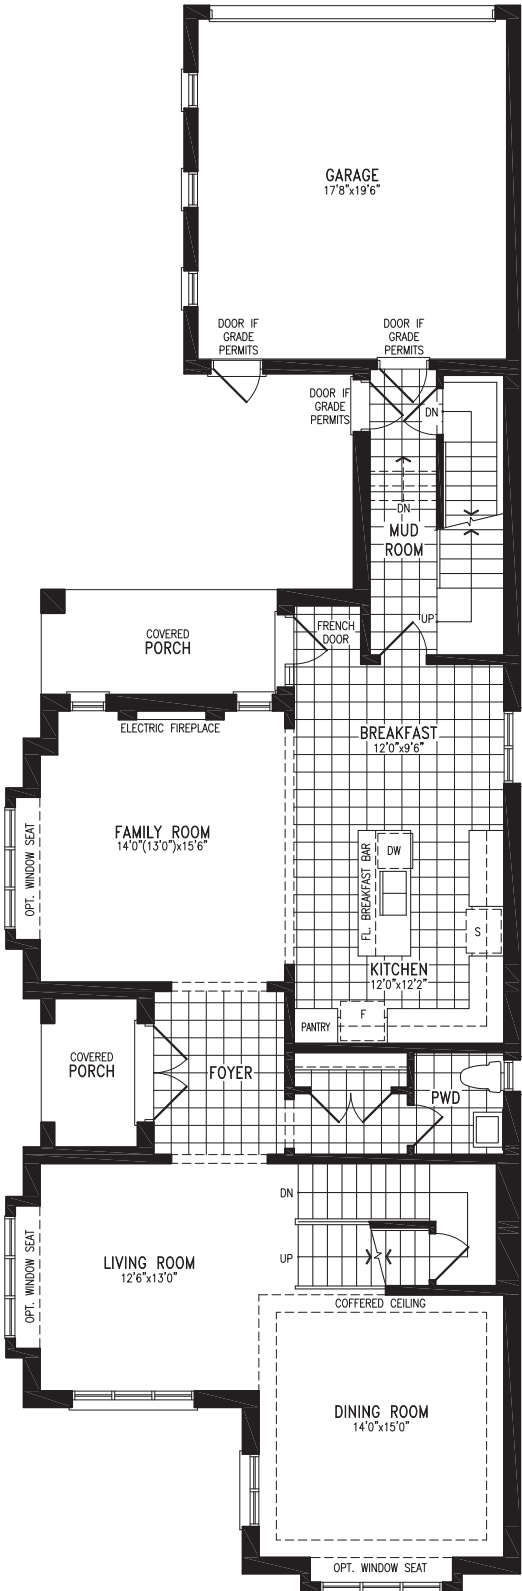 GARAGE
17'8"x19'6"
DOOR IF
GRADE
PERMITS
DOOR IF
GRADE
PERMITS
DOOR IF
GRADE
PERMITS
DN
DN
MUD
ROOM
UP
FRENCH
DOOR
COVERED
PORCH
ELECTRIC FIREPLACE
BREAKFAST
12'0"x9'6"
FAMILY ROOM
14'0"(13'0")x15'6"
OPT. WINDOW SEAT
FL. BREAKFAST BAR
DW
S
KITCHEN
12'0"x12'2"
F
PANTRY
COVERED
PORCH
FOYER
PWD
DN
UP
LIVING ROOM
12'6"x13'0"
OPT. WINDOW SEAT
COFFERED CEILING
DINING ROOM
14'0"x15'0"
OPT. WINDOW SEAT